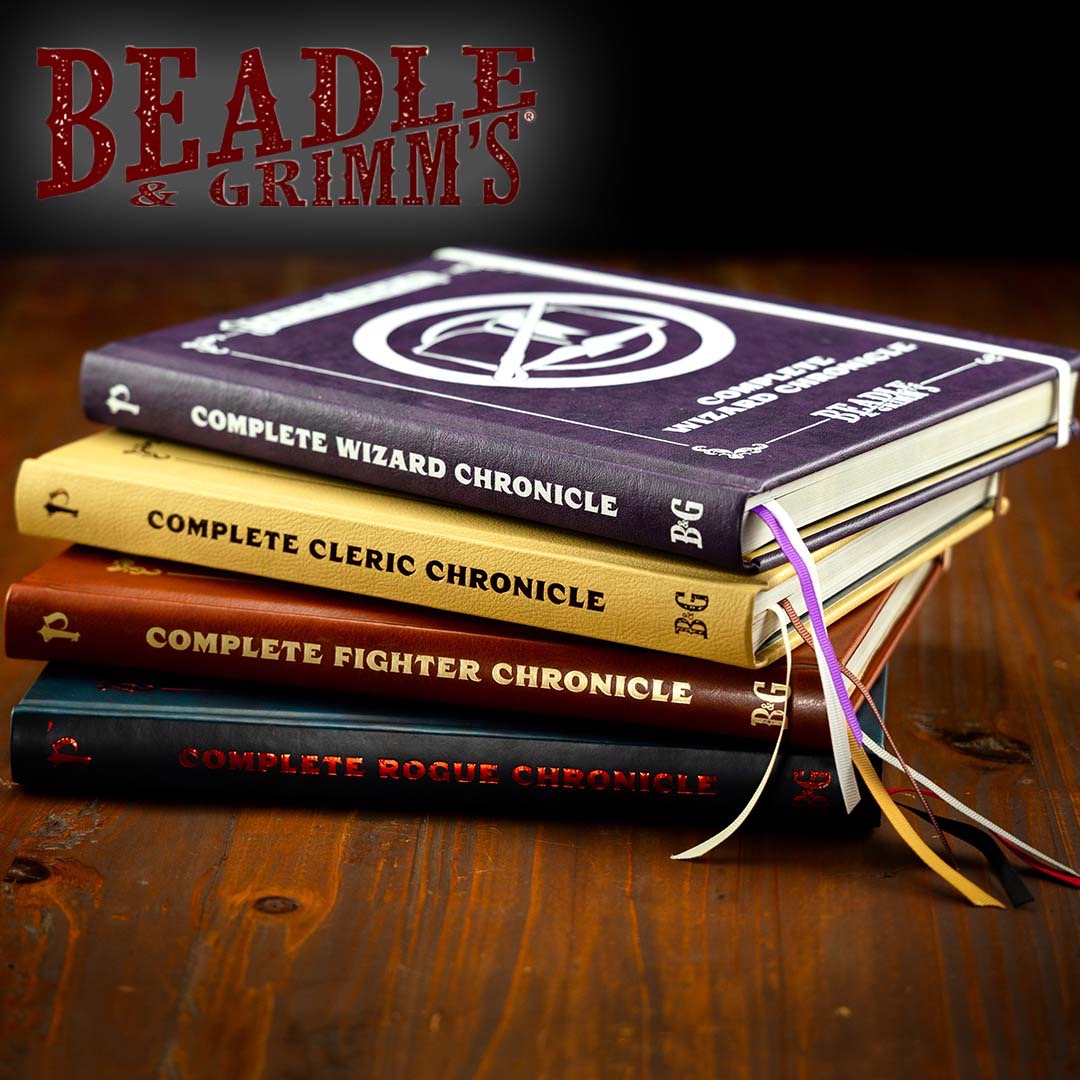 BEADLE
& GRIMM'S®
COMPLETE
WIZARD CHRONICLE
BEADLE
& GRIMM'S
P
COMPLETE WIZARD CHRONICLE
B&G
P
COMPLETE CLERIC CHRONICLE
B&G
P
COMPLETE FIGHTER CHRONICLE
B&G
P
COMPLETE ROGUE CHRONICLE
B&G